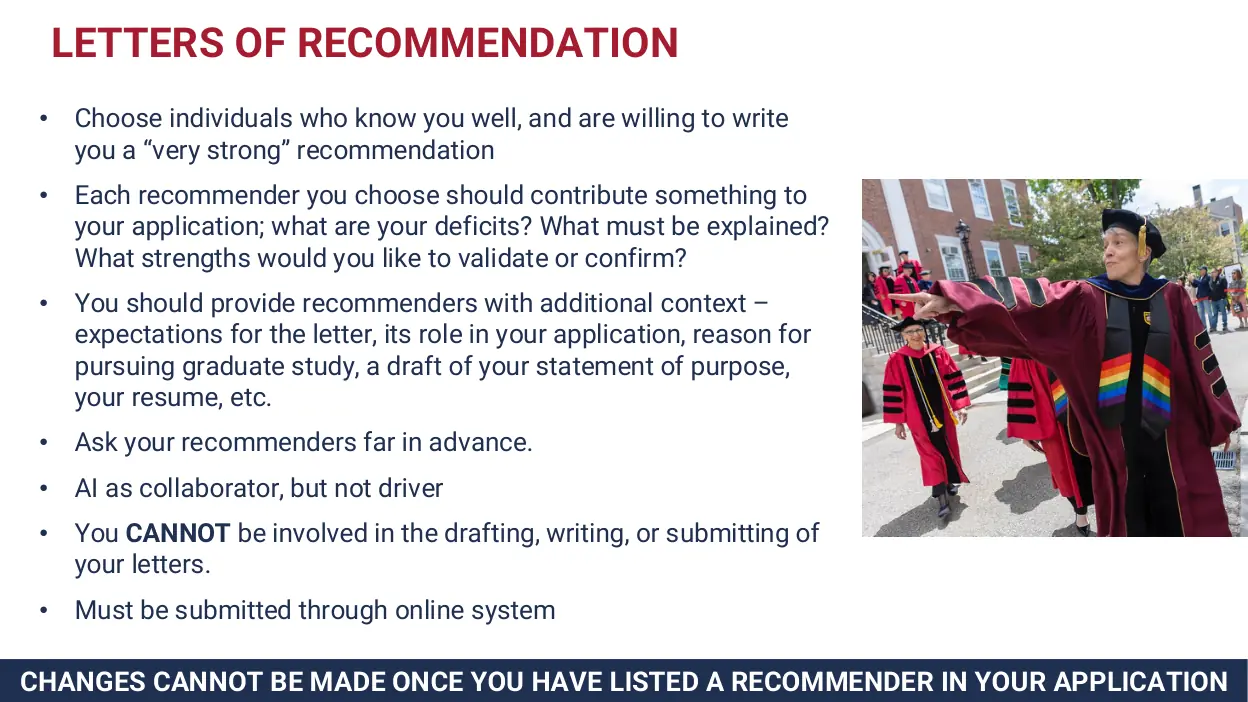 LETTERS OF RECOMMENDATION
• Choose individuals who know you well, and are willing to write
you a “very strong” recommendation
• Each recommender you choose should contribute something to
your application; what are your deficits? What must be explained?
What strengths would you like to validate or confirm?
• You should provide recommenders with additional context –
expectations for the letter, its role in your application, reason for
pursuing graduate study, a draft of your statement of purpose,
your resume, etc.
• Ask your recommenders far in advance.
• AI as collaborator, but not driver
• You CANNOT be involved in the drafting, writing, or submitting of
your letters.
• Must be submitted through online system
CHANGES CANNOT BE MADE ONCE YOU HAVE LISTED A RECOMMENDER IN YOUR APPLICATION